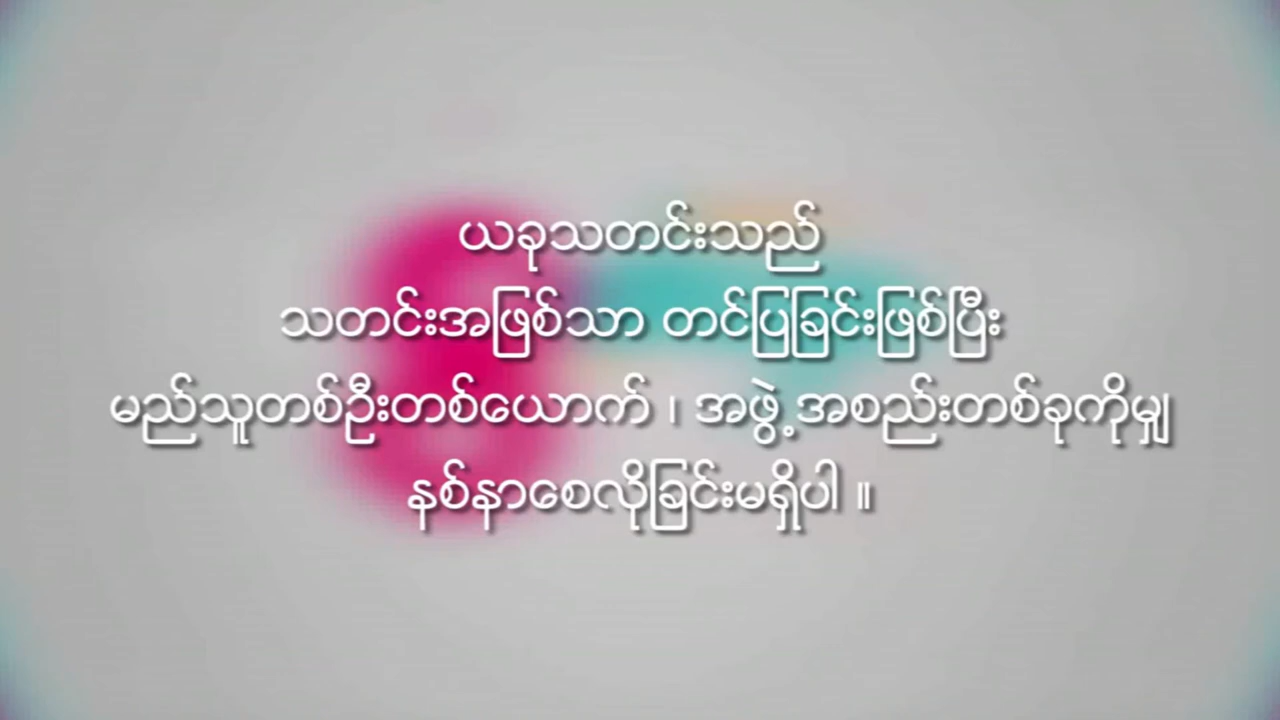 ယခုသတင်းသည်
သတင်းအဖြစ်သာ တင်ပြခြင်းဖြစ်ပြီး
မည်သူတစ်ဦးတစ်ယောက် ၊ အဖွဲ့အစည်းတစ်ခုကိုမျှ
နစ်နာစေလိုခြင်းမရှိပါ ။